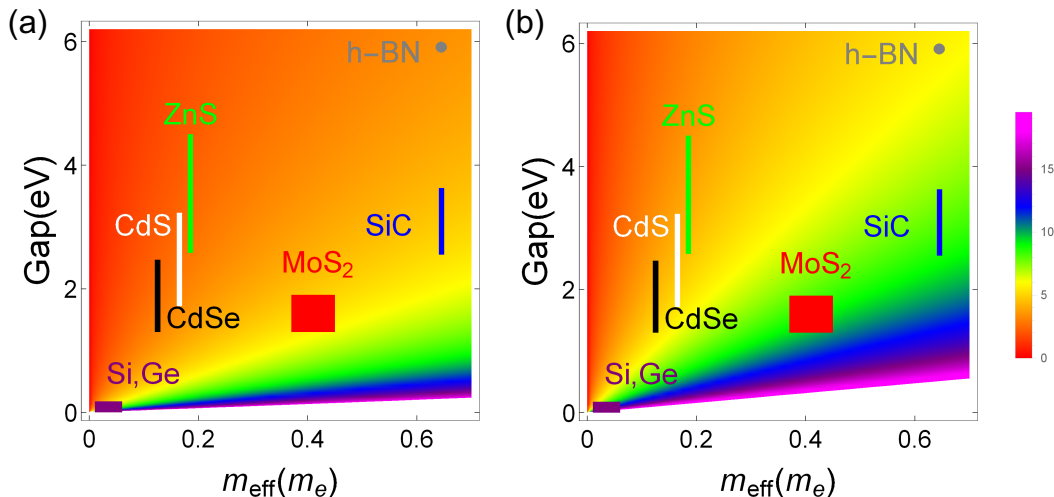 (a)
Gap(eV)
6
4
2
0
h-BN
ZnS
CdS
SiC
MoS2
CdSe
Si,Ge
0
0.2
0.4
0.6
meff(me)
(b)
Gap(eV)
6
4
2
0
h-BN
ZnS
CdS
SiC
MoS2
CdSe
Si,Ge
0
0.2
0.4
0.6
meff(me)
15
10
5
0